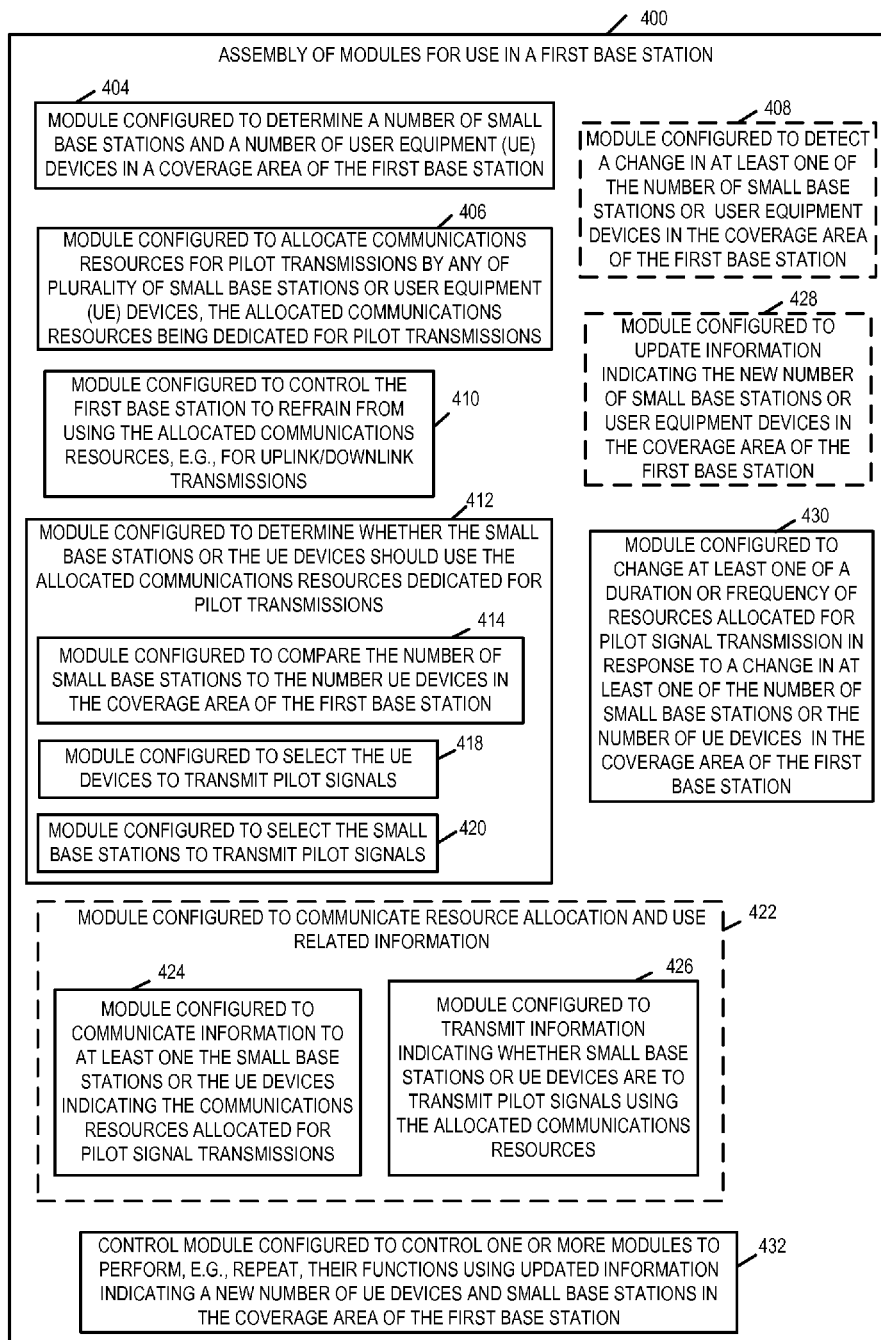 400
ASSEMBLY OF MODULES FOR USE IN A FIRST BASE STATION
404
MODULE CONFIGURED TO DETERMINE A NUMBER OF SMALL
BASE STATIONS AND A NUMBER OF USER EQUIPMENT (UE)
DEVICES IN A COVERAGE AREA OF THE FIRST BASE STATION
408
MODULE CONFIGURED TO DETECT
A CHANGE IN AT LEAST ONE OF
THE NUMBER OF SMALL BASE
STATIONS OR USER EQUIPMENT
DEVICES IN THE COVERAGE AREA
OF THE FIRST BASE STATION
406
MODULE CONFIGURED TO ALLOCATE COMMUNICATIONS
RESOURCES FOR PILOT TRANSMISSIONS BY ANY OF
PLURALITY OF SMALL BASE STATIONS OR USER EQUIPMENT
(UE) DEVICES, THE ALLOCATED COMMUNICATIONS
RESOURCES BEING DEDICATED FOR PILOT TRANSMISSIONS
428
MODULE CONFIGURED TO
UPDATE INFORMATION
INDICATING THE NEW NUMBER
OF SMALL BASE STATIONS OR
USER EQUIPMENT DEVICES IN
THE COVERAGE AREA OF THE
FIRST BASE STATION
MODULE CONFIGURED TO CONTROL THE
FIRST BASE STATION TO REFRAIN FROM
USING THE ALLOCATED COMMUNICATIONS
RESOURCES, E.G., FOR UPLINK/DOWNLINK
TRANSMISSIONS
410
412
MODULE CONFIGURED TO DETERMINE WHETHER THE SMALL
BASE STATIONS OR THE UE DEVICES SHOULD USE THE
ALLOCATED COMMUNICATIONS RESOURCES DEDICATED FOR
PILOT TRANSMISSIONS
414
MODULE CONFIGURED TO COMPARE THE NUMBER OF
SMALL BASE STATIONS TO THE NUMBER UE DEVICES IN
THE COVERAGE AREA OF THE FIRST BASE STATION
MODULE CONFIGURED TO SELECT THE UE
DEVICES TO TRANSMIT PILOT SIGNALS
418
MODULE CONFIGURED TO SELECT THE SMALL
BASE STATIONS TO TRANSMIT PILOT SIGNALS
420
430
MODULE CONFIGURED TO
CHANGE AT LEAST ONE OF A
DURATION OR FREQUENCY OF
RESOURCES ALLOCATED FOR
PILOT SIGNAL TRANSMISSION IN
RESPONSE TO A CHANGE IN AT
LEAST ONE OF THE NUMBER OF
SMALL BASE STATIONS OR THE
NUMBER OF UE DEVICES IN THE
COVERAGE AREA OF THE FIRST
BASE STATION
MODULE CONFIGURED TO COMMUNICATE RESOURCE ALLOCATION AND USE
RELATED INFORMATION
422
424
MODULE CONFIGURED TO
COMMUNICATE INFORMATION TO
AT LEAST ONE THE SMALL BASE
STATIONS OR THE UE DEVICES
INDICATING THE COMMUNICATIONS
RESOURCES ALLOCATED FOR
PILOT SIGNAL TRANSMISSIONS
426
MODULE CONFIGURED TO
TRANSMIT INFORMATION
INDICATING WHETHER SMALL BASE
STATIONS OR UE DEVICES ARE TO
TRANSMIT PILOT SIGNALS USING
THE ALLOCATED COMMUNICATIONS
RESOURCES
CONTROL MODULE CONFIGURED TO CONTROL ONE OR MORE MODULES TO
PERFORM, E.G., REPEAT, THEIR FUNCTIONS USING UPDATED INFORMATION
INDICATING A NEW NUMBER OF UE DEVICES AND SMALL BASE STATIONS IN
THE COVERAGE AREA OF THE FIRST BASE STATION
432